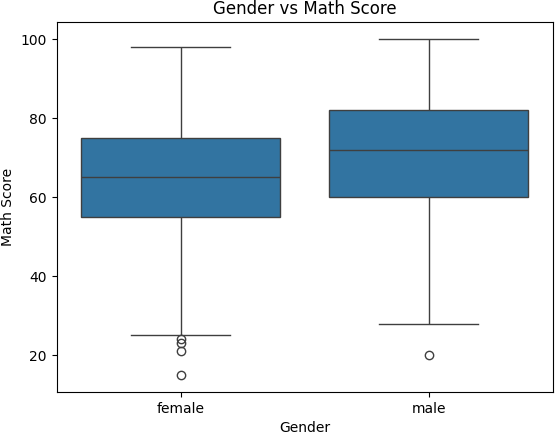 Gender vs Math Score
Math Score
100
80
60
40
20
female
male
Gender